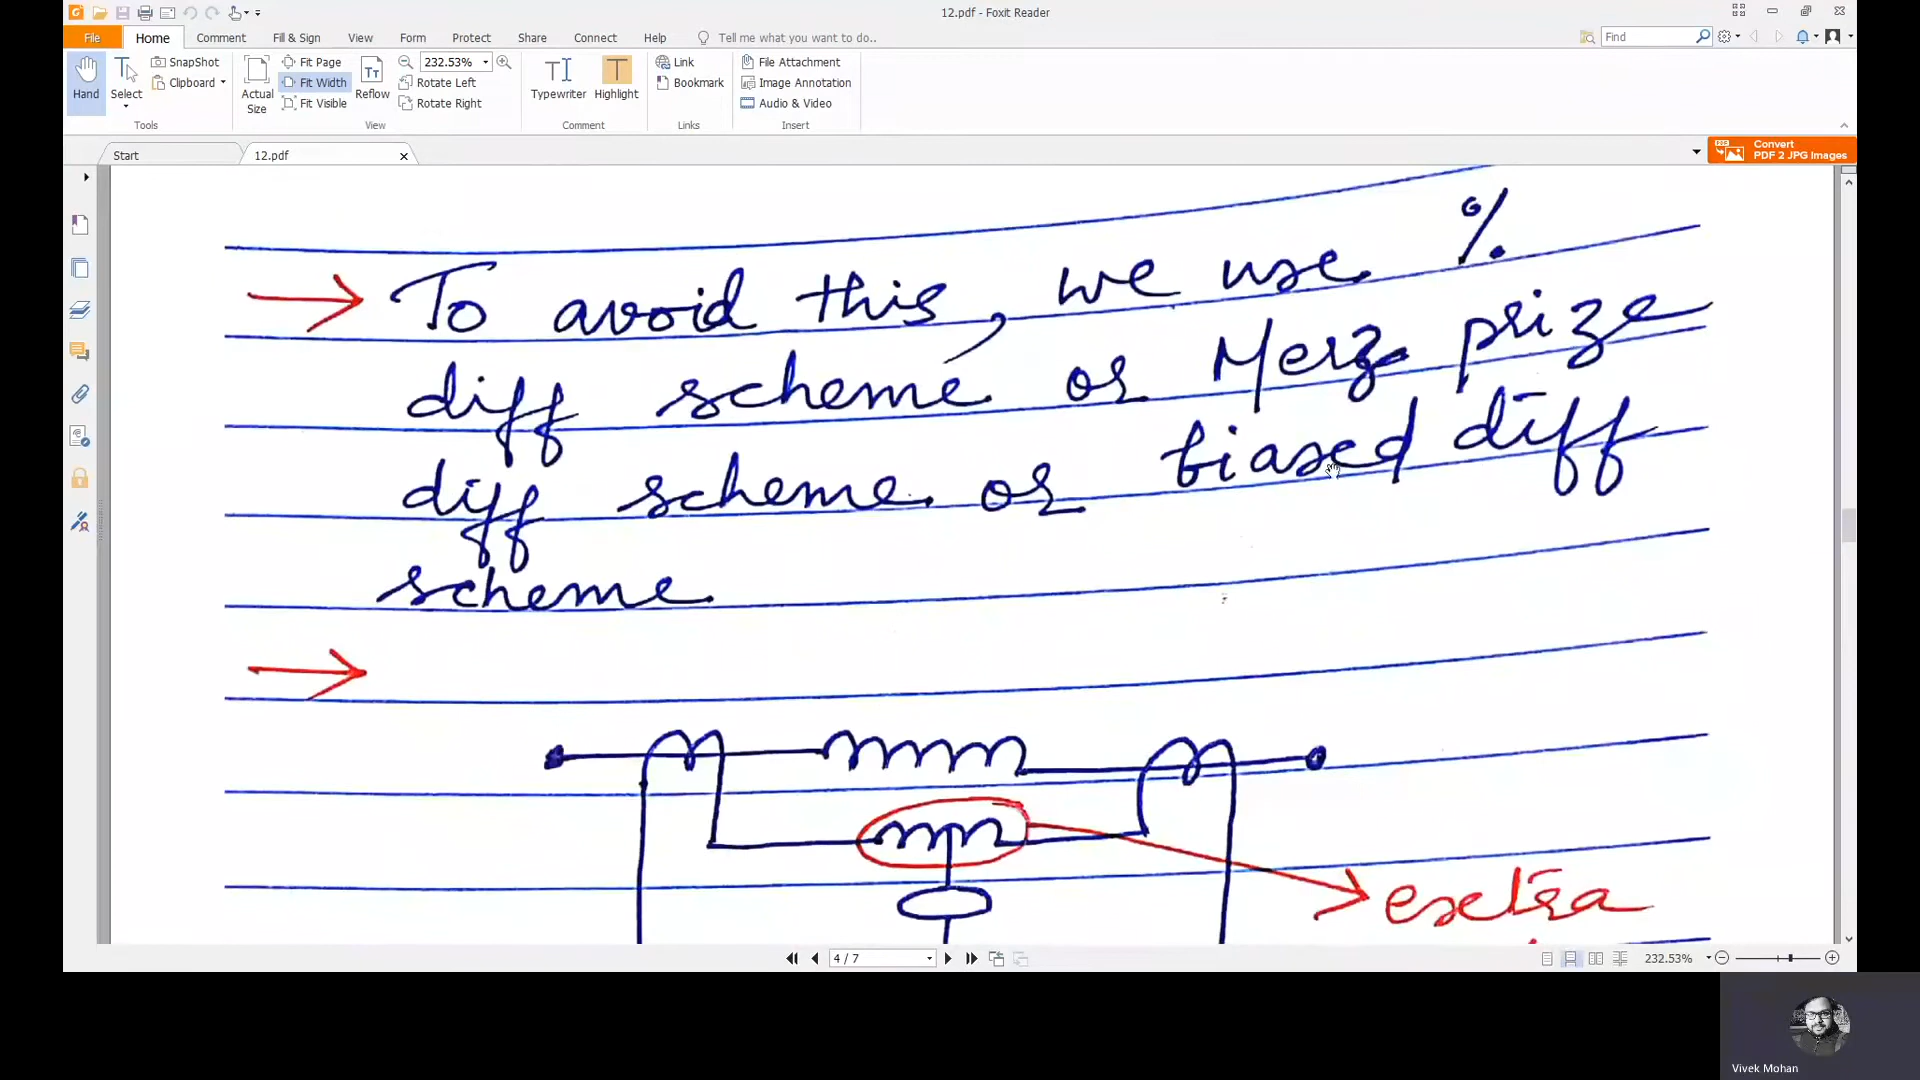 12.pdf - Foxit Reader
File Home Comment Fill & Sign View Form Protect Share Connect Help Tell me what you want to do.. Find
Hand Select SnapShot Clipboard Actual Size Fit Page Fit Width Fit Visible Reflow 232.53% Rotate Left Rotate Right Typewriter Highlight Link Bookmark File Attachment Image Annotation Audio & Video
Tools View Comment Links Insert
Start 12.pdf Convert
PDF 2 JPG Images
To avoid this, we use %
diff scheme or Merz prize
diff scheme or biased diff
scheme
extra
4 / 7 232.53%
Vivek Mohan